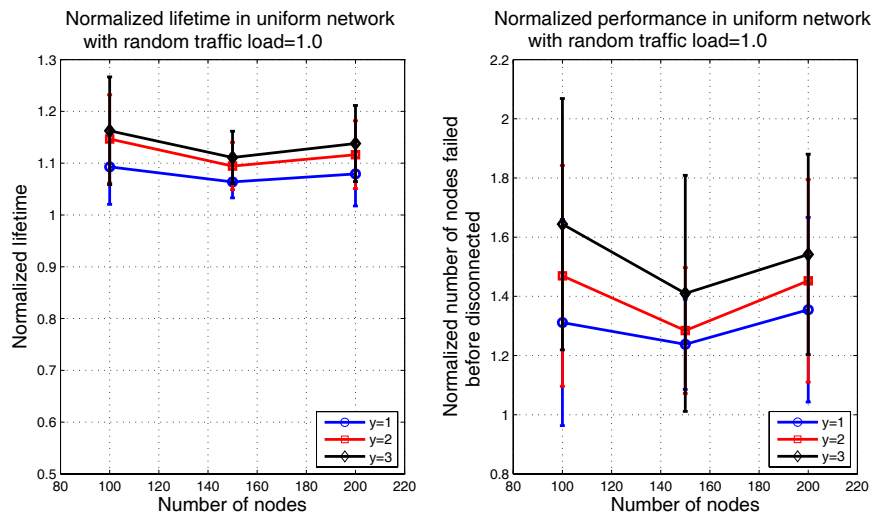 Normalized lifetime in uniform network
with random traffic load=1.0
1.3
1.2
1.1
1
0.9
0.8
0.7
0.6
0.5
80
100
120
140
160
180
200
220
Normalized lifetime
Number of nodes
y=1
y=2
y=3
Normalized performance in uniform network
with random traffic load=1.0
2.2
2
1.8
1.6
1.4
1.2
1
0.8
80
100
120
140
160
180
200
220
Normalized number of nodes failed
before disconnected
Number of nodes
y=1
y=2
y=3